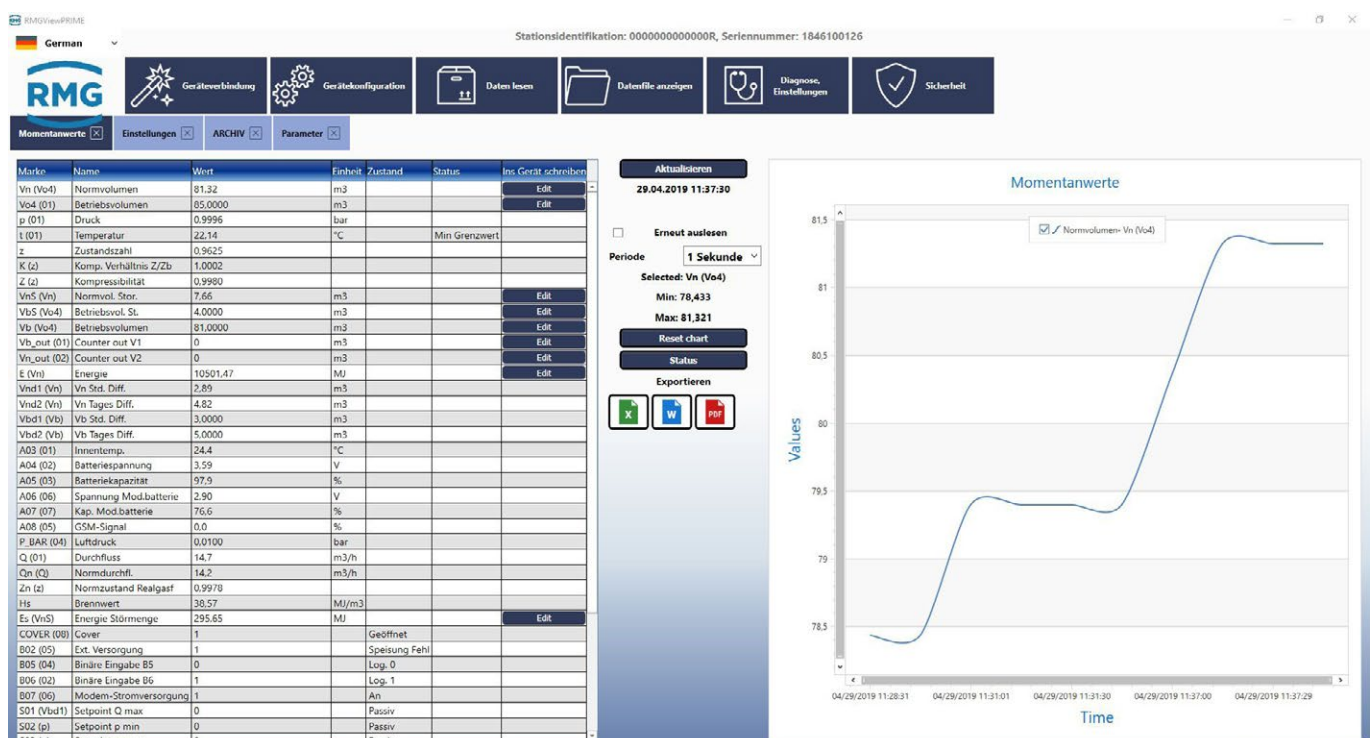 RMGViewPRIME
German
Stationsidentifikation: 0000000000000R, Seriennummer: 1846100126
RMG
Geräteverbindung
Gerätekonfiguration
Daten lesen
Datenfile anzeigen
Diagnose, Einstellungen
Sicherheit
Momentanwerte
Einstellungen
ARCHIV
Parameter
Marke Name Wert Einheit Zustand Status Ins Gerät schreiben
Vn (Vo4) Normvolumen 81,32 m3 Edit
Vo4 (01) Betriebsvolumen 85,0000 m3 Edit
p (01) Druck 0,9996 bar
t (01) Temperatur 22,14 °C Min Grenzwert
z Zustandszahl 0,9625
K (z) Komp. Verhältnis Z/Zb 1,0002
Z (z) Kompressibilität 0,9980
VnS (Vn) Normvol. Stor. 7,66 m3 Edit
VbS (Vo4) Betriebsvol. St. 4,0000 m3 Edit
Vb (Vo4) Betriebsvolumen 81,0000 m3 Edit
Vb_out (01) Counter out V1 0 m3 Edit
Vn_out (02) Counter out V2 0 m3 Edit
E (Vn) Energie 10501,47 MJ Edit
Vnd1 (Vn) Vn Std. Diff. 2,89 m3
Vnd2 (Vn) Vn Tages Diff. 4,82 m3
Vbd1 (Vb) Vb Std. Diff. 3,0000 m3
Vbd2 (Vb) Vb Tages Diff. 5,0000 m3
A03 (01) Innentemp. 24,4 °C
A04 (02) Batteriespannung 3,59 V
A05 (03) Batteriekapazität 97,9 %
A06 (06) Spannung Mod.batterie 2,90 V
A07 (07) Kap. Mod.batterie 76,6 %
A08 (05) GSM-Signal 0,0 %
P_BAR (04) Luftdruck 0,0100 bar
Q (01) Durchfluss 14,7 m3/h
Qn (Q) Normdurchfl. 14,2 m3/h
Zn (z) Normzustand Realgasf 0,9978
Hs Brennwert 38,57 MJ/m3
Es (VnS) Energie Störmenge 295,65 MJ Edit
COVER (08) Cover 1 Geöffnet
B02 (05) Ext. Versorgung 1 Speisung Fehl
B05 (04) Binäre Eingabe B5 0 Log. 0
B06 (02) Binäre Eingabe B6 1 Log. 1
B07 (06) Modem-Stromversorgung 1 An
S01 (Vbd1) Setpoint Q max 0 Passiv
S02 (p) Setpoint p min 0 Passiv
Aktualisieren
29.04.2019 11:37:30
Erneut auslesen
Periode 1 Sekunde
Selected: Vn (Vo4)
Min: 78,433
Max: 81,321
Reset chart
Status
Exportieren
X W PDF
Momentanwerte
Normvolumen- Vn (Vo4)
81,5
81
80,5
80
79,5
79
78,5
Values
04/29/2019 11:28:31 04/29/2019 11:31:01 04/29/2019 11:31:30 04/29/2019 11:37:00 04/29/2019 11:37:29
Time